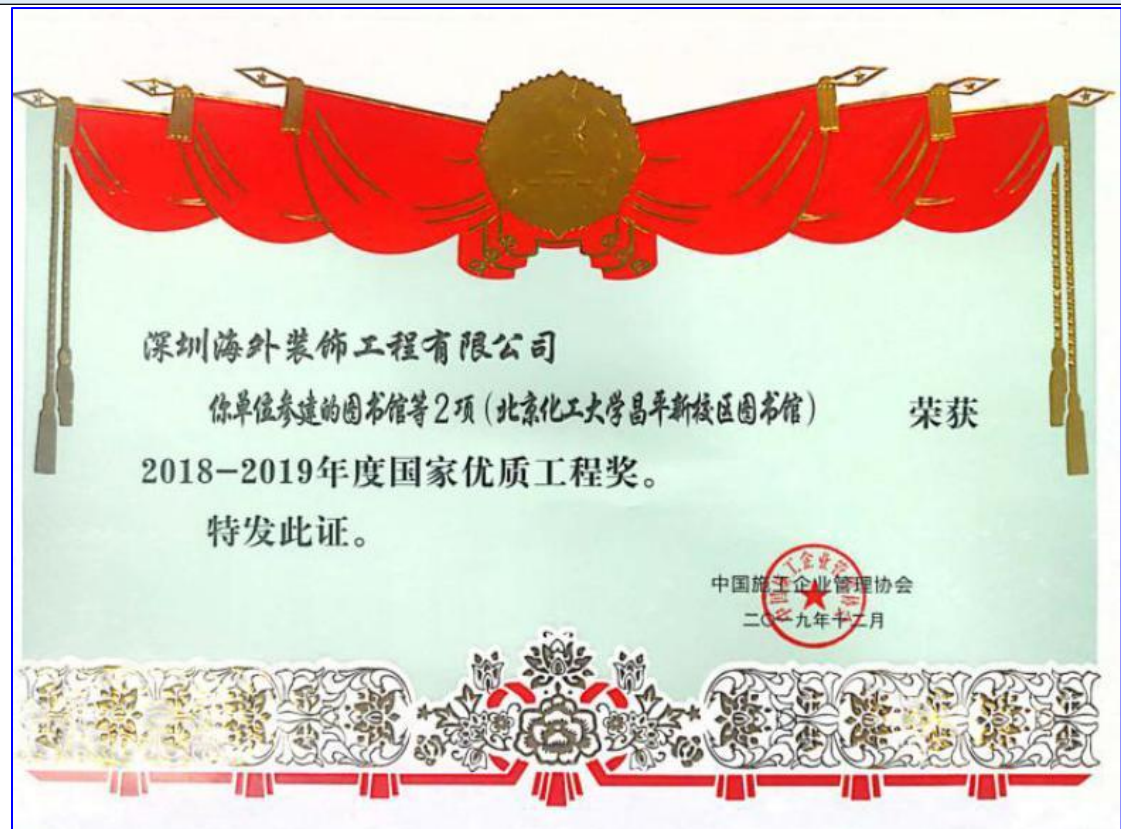 深圳海外装饰工程有限公司
你单位参建的图书馆等2项(北京化工大学昌平新校区图书馆) 荣获
2018-2019年度国家优质工程奖。
特发此证。
中国施工企业管理协会
二〇一九年十二月